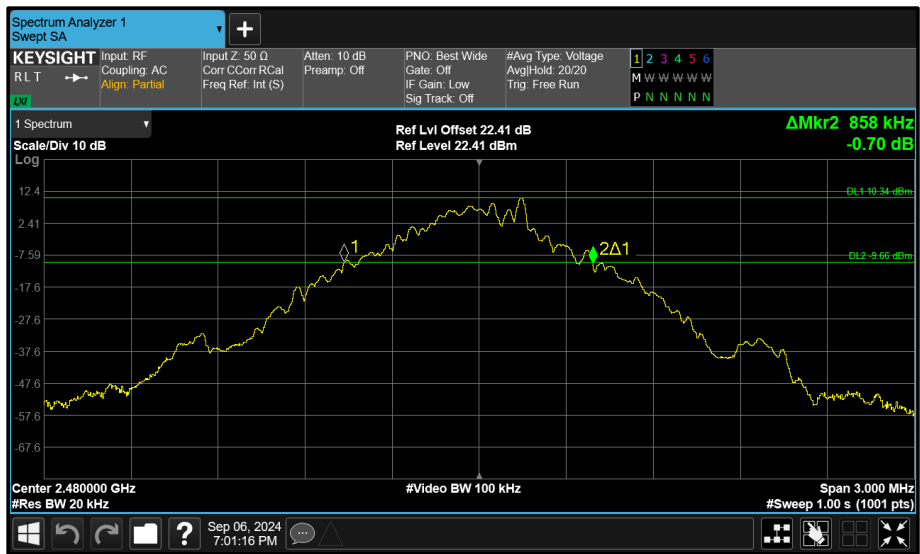 Spectrum Analyzer 1
Swept SA
KEYSIGHT
R L T
LXI
Input: RF
Coupling: AC
Align: Partial
Input Z: 50 Ω
Corr CCorr RCal
Freq Ref: Int (S)
Atten: 10 dB
Preamp: Off
PNO: Best Wide
Gate: Off
IF Gain: Low
Sig Track: Off
#Avg Type: Voltage
Avg|Hold: 20/20
Trig: Free Run
1 2 3 4 5 6
M W W W W W
P N N N N N
1 Spectrum
Scale/Div 10 dB
Log
Ref Lvl Offset 22.41 dB
Ref Level 22.41 dBm
ΔMkr2 858 kHz
-0.70 dB
12.4
DL1 10.34 dBm
2.41
1
2Δ1
-7.59
DL2 -9.66 dBm
-17.6
-27.6
-37.6
-47.6
-57.6
-67.6
Center 2.480000 GHz
#Video BW 100 kHz
Span 3.000 MHz
#Res BW 20 kHz
#Sweep 1.00 s (1001 pts)
?
Sep 06, 2024
7:01:16 PM